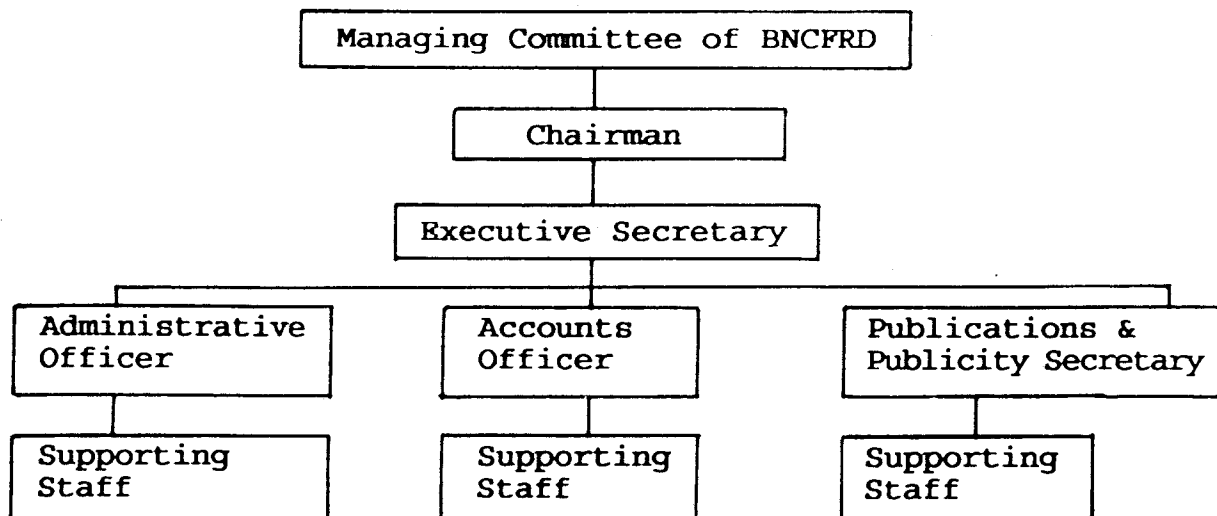 Managing Committee of BNCFRD
Chairman
Executive Secretary
Administrative
Officer
Accounts
Officer
Publications &
Publicity Secretary
Supporting
Staff
Supporting
Staff
Supporting
Staff